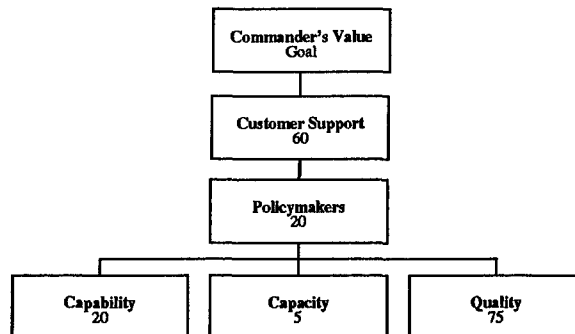 Commander's Value
Goal
Customer Support
60
Policymakers
20
Capability
20
Capacity
5
Quality
75